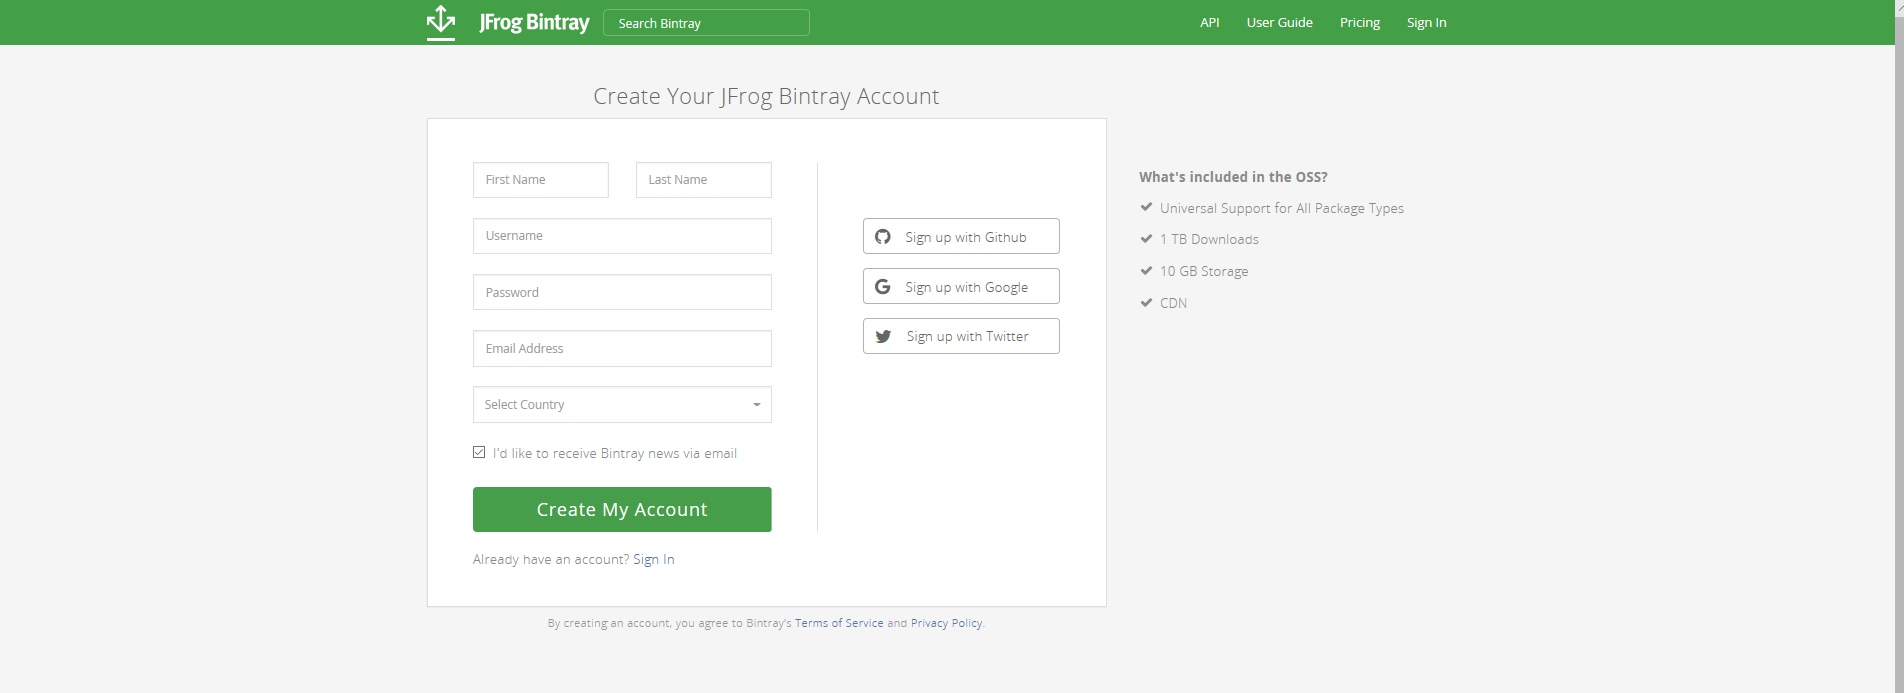 JFrog Bintray
Search Bintray
API
User Guide
Pricing
Sign In
Create Your JFrog Bintray Account
First Name
Last Name
Username
Password
Email Address
Select Country
I'd like to receive Bintray news via email
Create My Account
Already have an account? Sign In
Sign up with Github
Sign up with Google
Sign up with Twitter
What's included in the OSS?
Universal Support for All Package Types
1 TB Downloads
10 GB Storage
CDN
By creating an account, you agree to Bintray's Terms of Service and Privacy Policy.